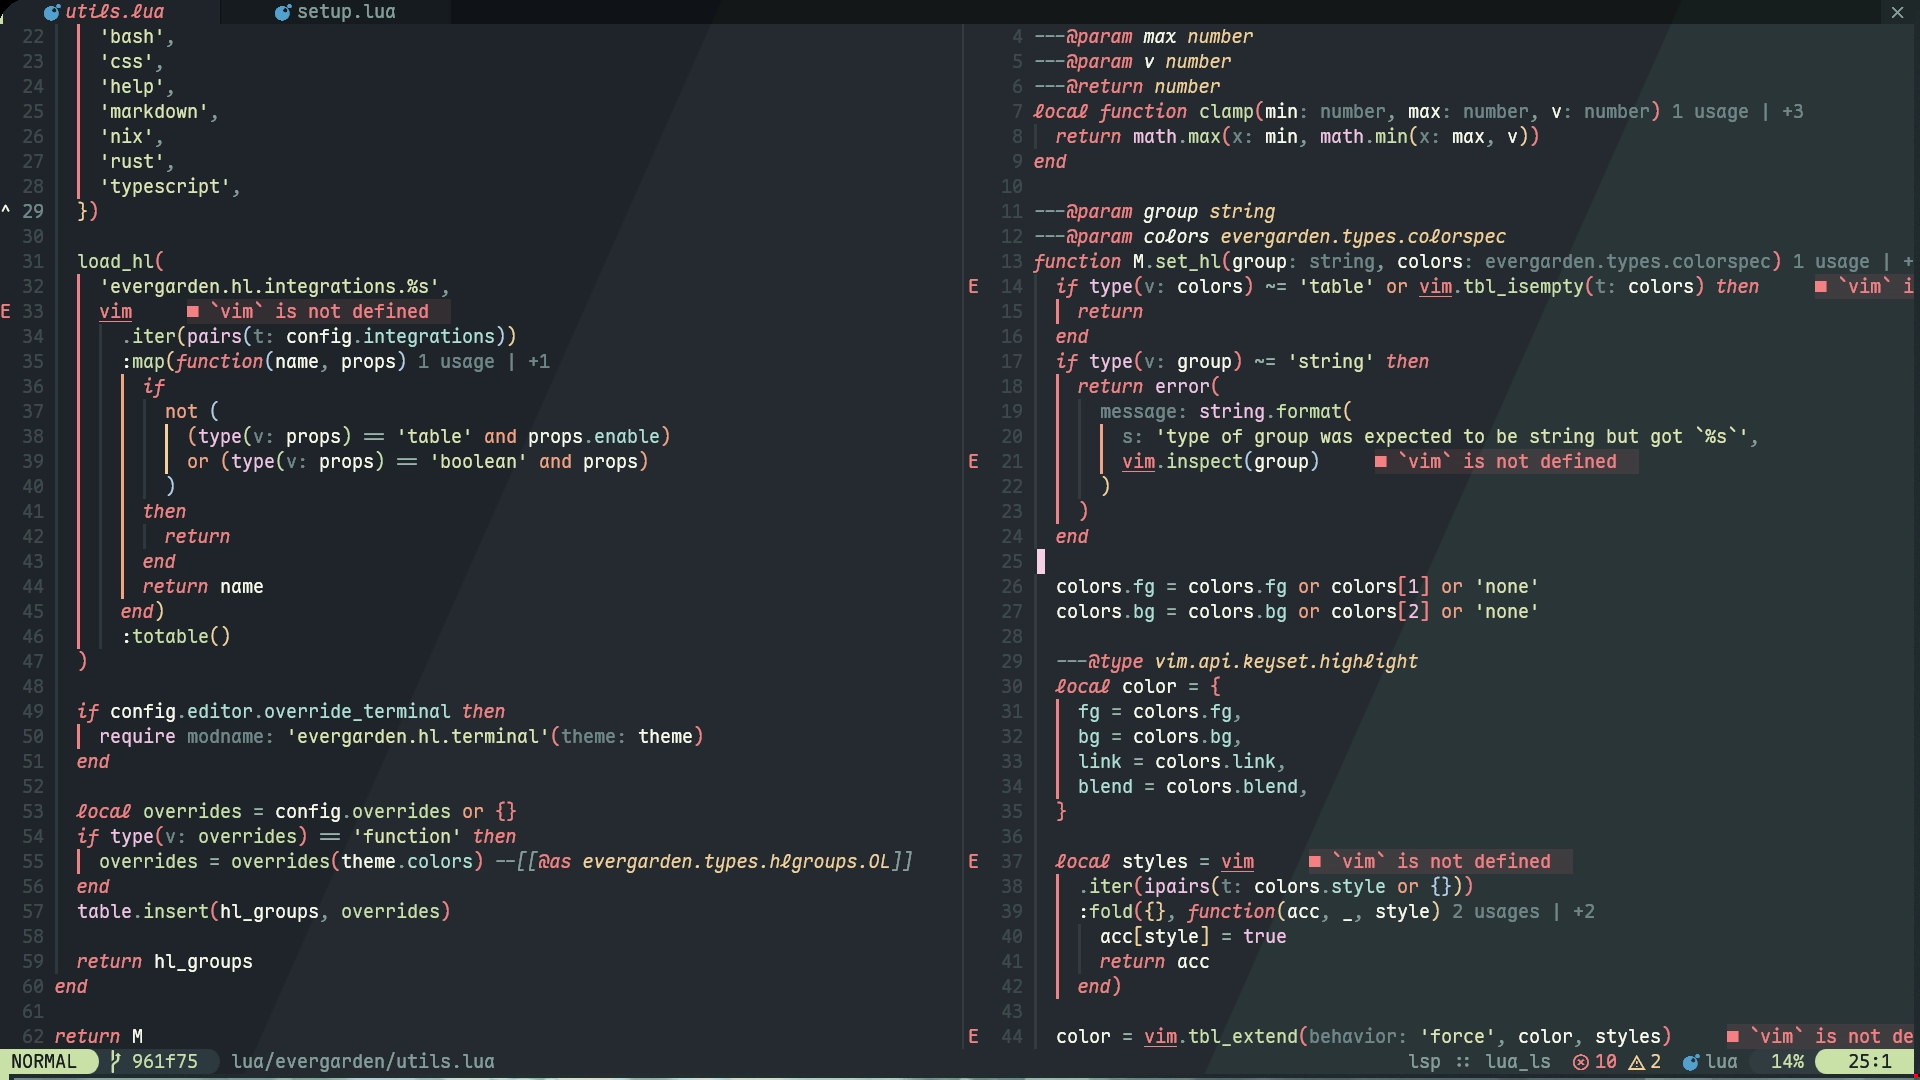 utils.lua
setup.lua
×
22 'bash',
23 'css',
24 'help',
25 'markdown',
26 'nix',
27 'rust',
28 'typescript',
^ 29 })
30
31 load_hl(
32 'evergarden.hl.integrations.%s',
E 33 vim ■ `vim` is not defined
34 .iter(pairs(t: config.integrations))
35 :map(function(name, props) 1 usage | +1
36 if
37 not (
38 (type(v: props) == 'table' and props.enable)
39 or (type(v: props) == 'boolean' and props)
40 )
41 then
42 return
43 end
44 return name
45 end)
46 :totable()
47 )
48
49 if config.editor.override_terminal then
50 require modname: 'evergarden.hl.terminal'(theme: theme)
51 end
52
53 local overrides = config.overrides or {}
54 if type(v: overrides) == 'function' then
55 overrides = overrides(theme.colors) --[[@as evergarden.types.hlgroups.OL]]
56 end
57 table.insert(hl_groups, overrides)
58
59 return hl_groups
60 end
61
62 return M
4 ---@param max number
5 ---@param v number
6 ---@return number
7 local function clamp(min: number, max: number, v: number) 1 usage | +3
8 return math.max(x: min, math.min(x: max, v))
9 end
10
11 ---@param group string
12 ---@param colors evergarden.types.colorspec
13 function M.set_hl(group: string, colors: evergarden.types.colorspec) 1 usage | +
E 14 if type(v: colors) ~= 'table' or vim.tbl_isempty(t: colors) then ■ `vim` i
15 return
16 end
17 if type(v: group) ~= 'string' then
18 return error(
19 message: string.format(
20 s: 'type of group was expected to be string but got `%s`',
E 21 vim.inspect(group) ■ `vim` is not defined
22 )
23 )
24 end
25
26 colors.fg = colors.fg or colors[1] or 'none'
27 colors.bg = colors.bg or colors[2] or 'none'
28
29 ---@type vim.api.keyset.highlight
30 local color = {
31 fg = colors.fg,
32 bg = colors.bg,
33 link = colors.link,
34 blend = colors.blend,
35 }
36
E 37 local styles = vim ■ `vim` is not defined
38 .iter(ipairs(t: colors.style or {}))
39 :fold({}, function(acc, _, style) 2 usages | +2
40 acc[style] = true
41 return acc
42 end)
43
E 44 color = vim.tbl_extend(behavior: 'force', color, styles) ■ `vim` is not de
NORMAL 961f75 lua/evergarden/utils.lua lsp :: lua_ls 10 2 lua 14% 25:1